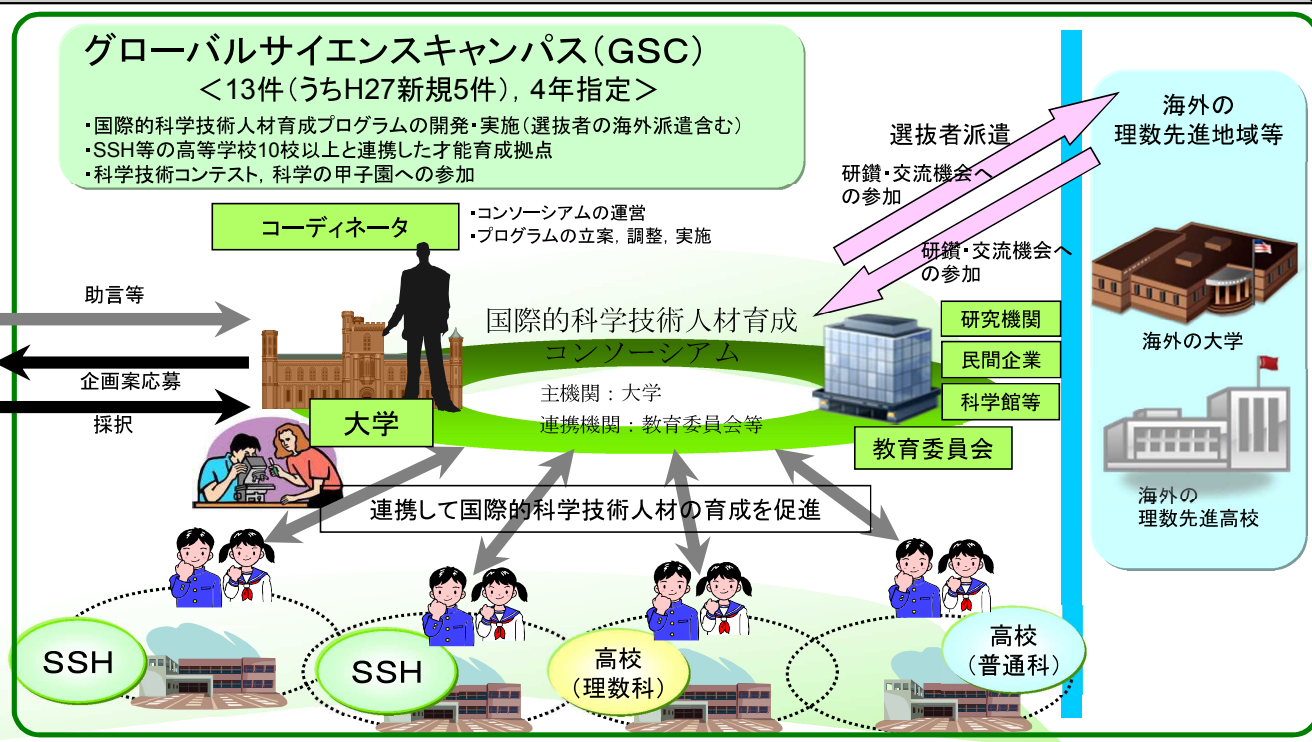 グローバルサイエンスキャンパス(GSC)
＜13件(うちH27新規5件), 4年指定＞
・国際的科学技術人材育成プログラムの開発・実施(選抜者の海外派遣含む)
・SSH等の高等学校10校以上と連携した才能育成拠点
・科学技術コンテスト, 科学の甲子園への参加
コーディネータ
・コンソーシアムの運営
・プログラムの立案, 調整, 実施
選抜者派遣
研鑽・交流機会へ
の参加
研鑽・交流機会へ
の参加
海外の
理数先進地域等
海外の大学
海外の
理数先進高校
助言等
企画案応募
採択
国際的科学技術人材育成
コンソーシアム
主機関：大学
連携機関：教育委員会等
大学
研究機関
民間企業
科学館等
教育委員会
連携して国際的科学技術人材の育成を促進
SSH
SSH
高校
(理数科)
高校
(普通科)